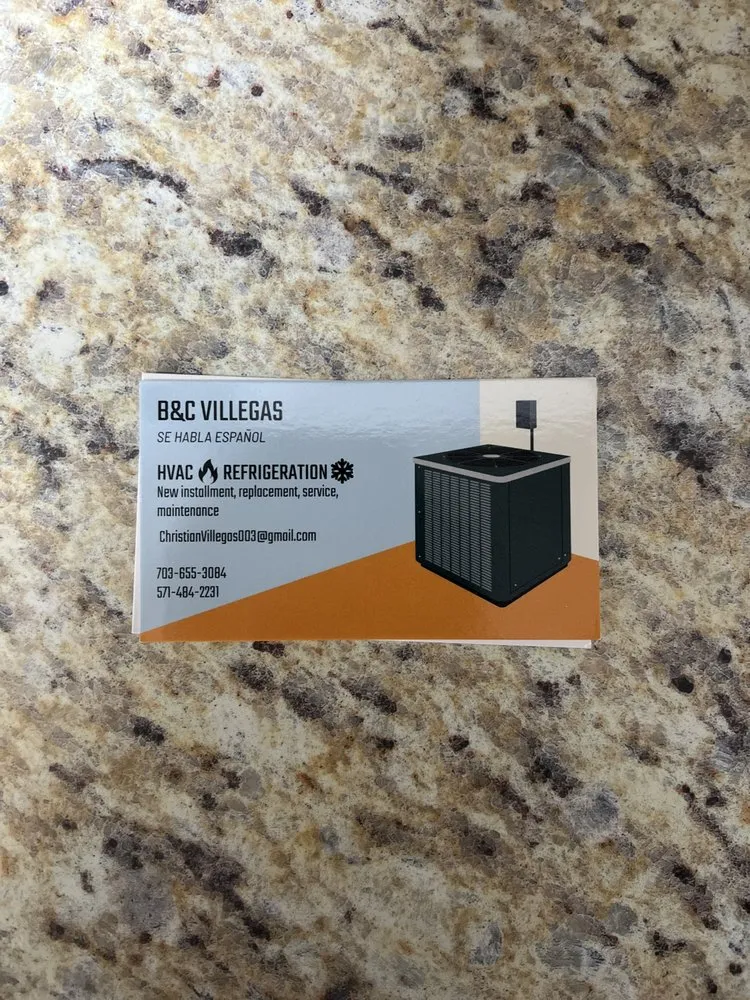 B&C VILLEGAS
SE HABLA ESPAÑOL
HVAC REFRIGERATION
New installment, replacement, service,
maintenance
ChristianVillegas003@gmail.com
703-655-3084
571-484-2231